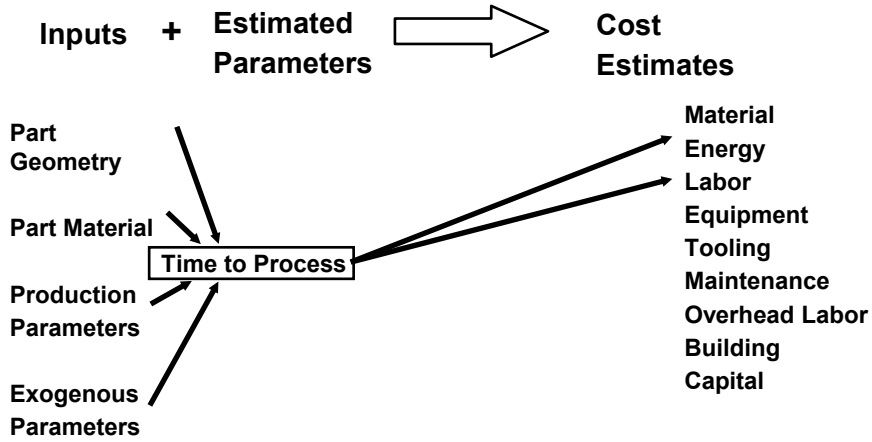 Inputs + Estimated Parameters
Cost Estimates
Part
Geometry
Part Material
Production
Parameters
Exogenous
Parameters
Time to Process
Material
Energy
Labor
Equipment
Tooling
Maintenance
Overhead Labor
Building
Capital